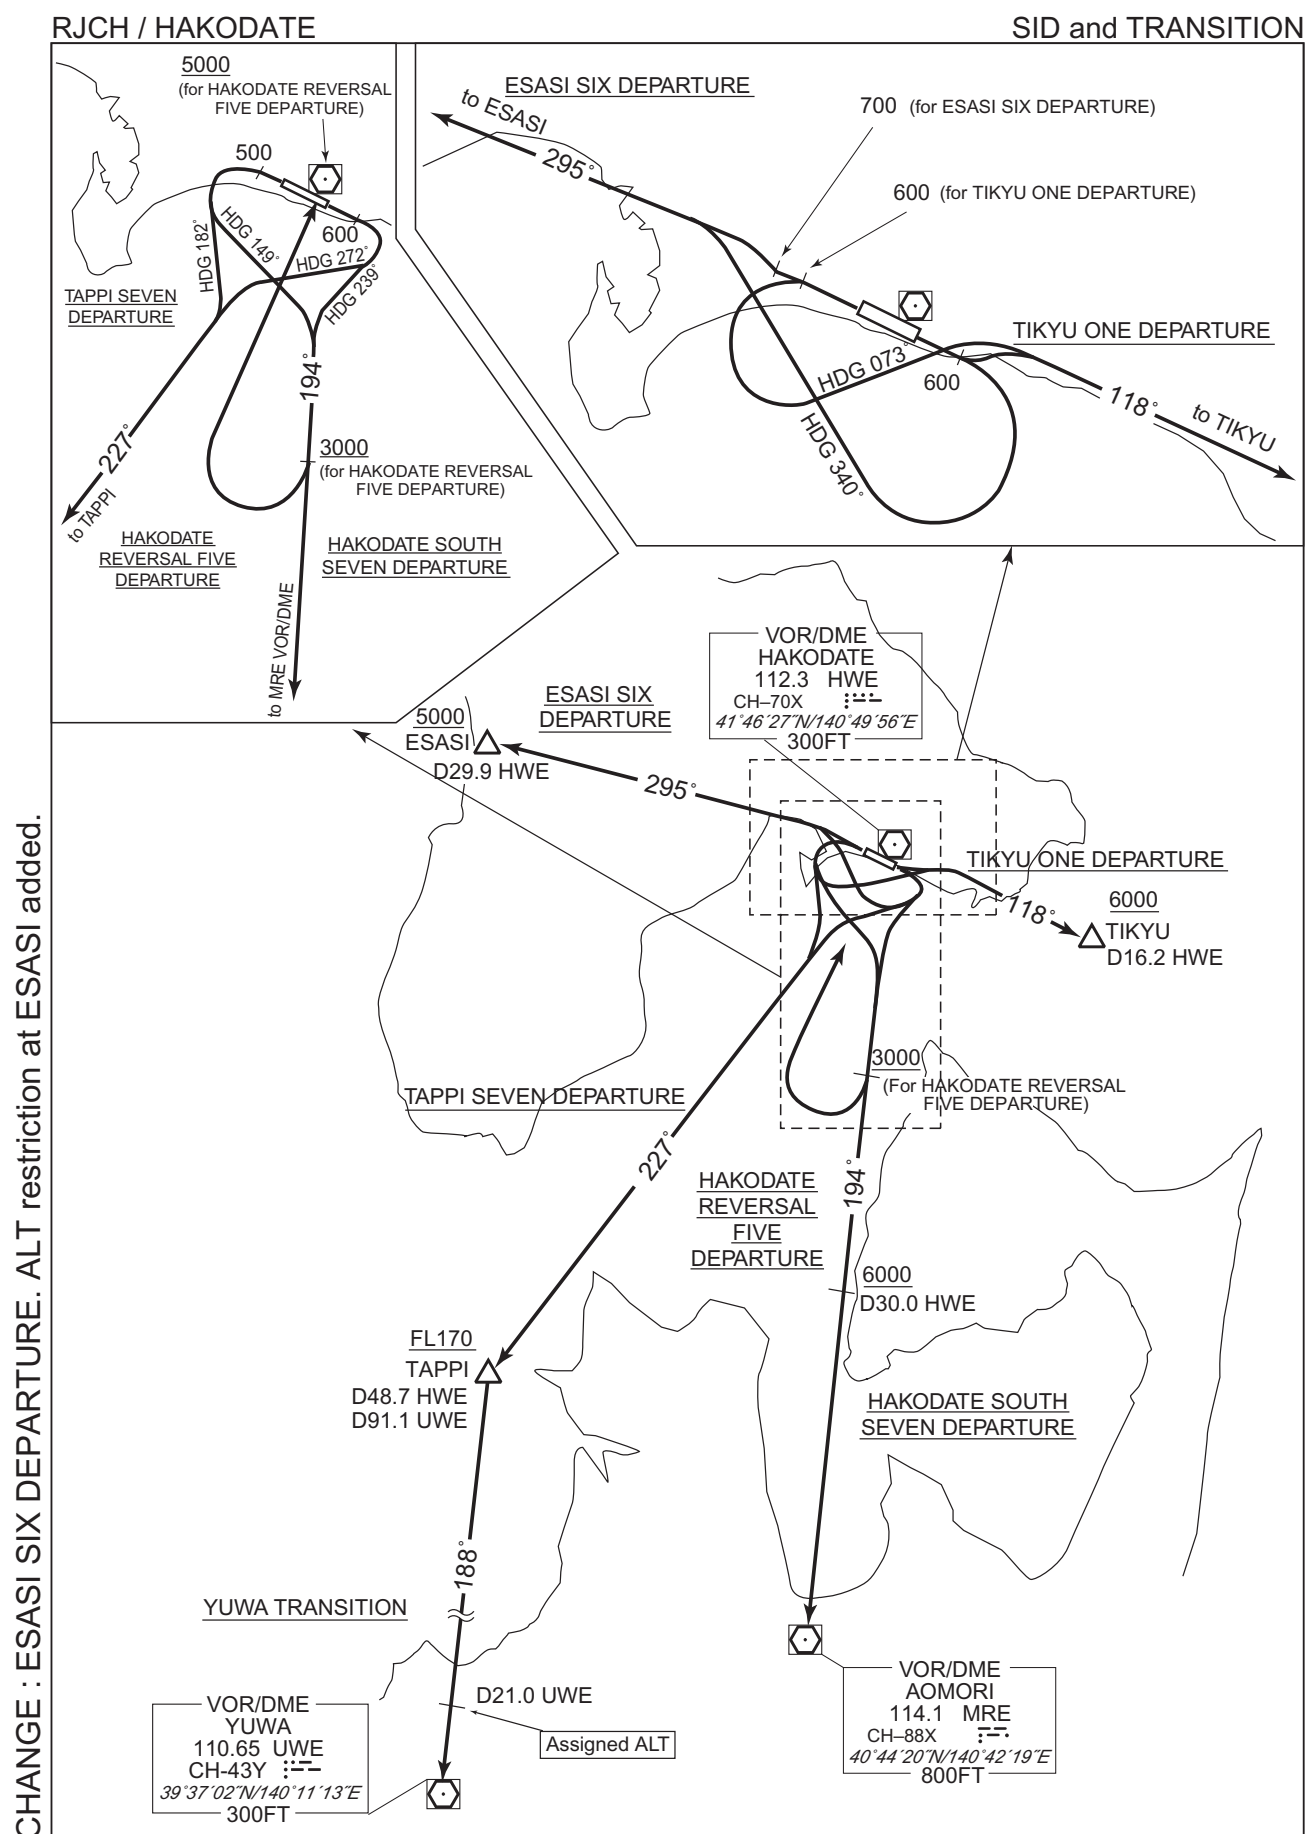 RJCH / HAKODATE
SID and TRANSITION
5000
(for HAKODATE REVERSAL
FIVE DEPARTURE)
500
600
HDG 182°
HDG 149°
HDG 272°
HDG 239°
TAPPI SEVEN
DEPARTURE
194°
227°
to TAPPI
3000
(for HAKODATE REVERSAL
FIVE DEPARTURE)
HAKODATE
REVERSAL FIVE
DEPARTURE
HAKODATE SOUTH
SEVEN DEPARTURE
to MRE VOR/DME
ESASI SIX DEPARTURE
to ESASI
295°
700 (for ESASI SIX DEPARTURE)
600 (for TIKYU ONE DEPARTURE)
TIKYU ONE DEPARTURE
HDG 073°
600
HDG 340°
118°
to TIKYU
VOR/DME
HAKODATE
112.3 HWE
CH–70X
41°46´27˝N/140°49´56˝E
300FT
ESASI SIX
DEPARTURE
5000
ESASI
D29.9 HWE
295°
TIKYU ONE DEPARTURE
118°
6000
TIKYU
D16.2 HWE
3000
(For HAKODATE REVERSAL
FIVE DEPARTURE)
TAPPI SEVEN DEPARTURE
227°
HAKODATE
REVERSAL
FIVE
DEPARTURE
194°
6000
D30.0 HWE
FL170
TAPPI
D48.7 HWE
D91.1 UWE
HAKODATE SOUTH
SEVEN DEPARTURE
188°
YUWA TRANSITION
D21.0 UWE
Assigned ALT
VOR/DME
YUWA
110.65 UWE
CH-43Y
39°37´02˝N/140°11´13˝E
300FT
VOR/DME
AOMORI
114.1 MRE
CH–88X
40°44´20˝N/140°42´19˝E
800FT
CHANGE : ESASI SIX DEPARTURE. ALT restriction at ESASI added.